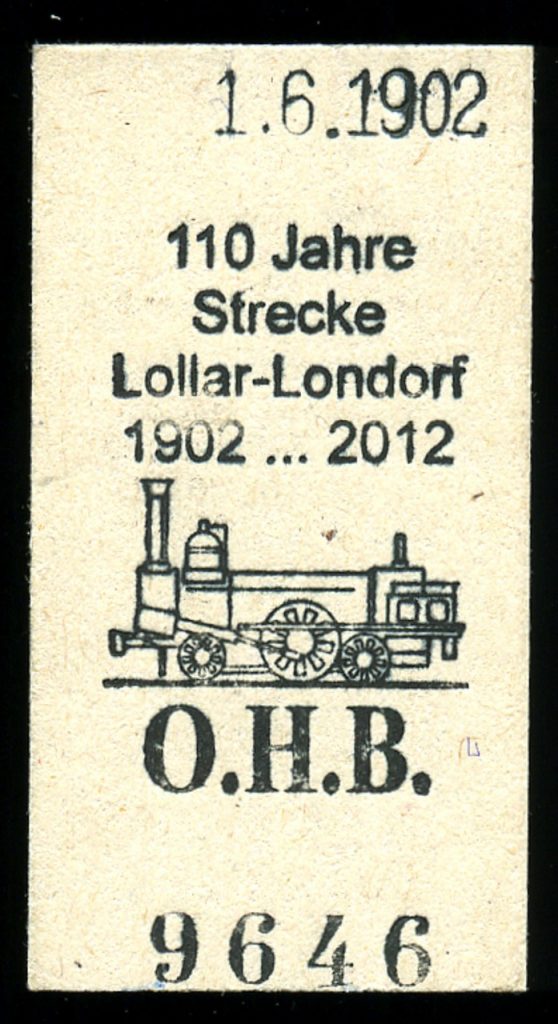 1.6.1902
110 Jahre
Strecke
Lollar-Londorf
1902 ... 2012
O.H.B.
9646